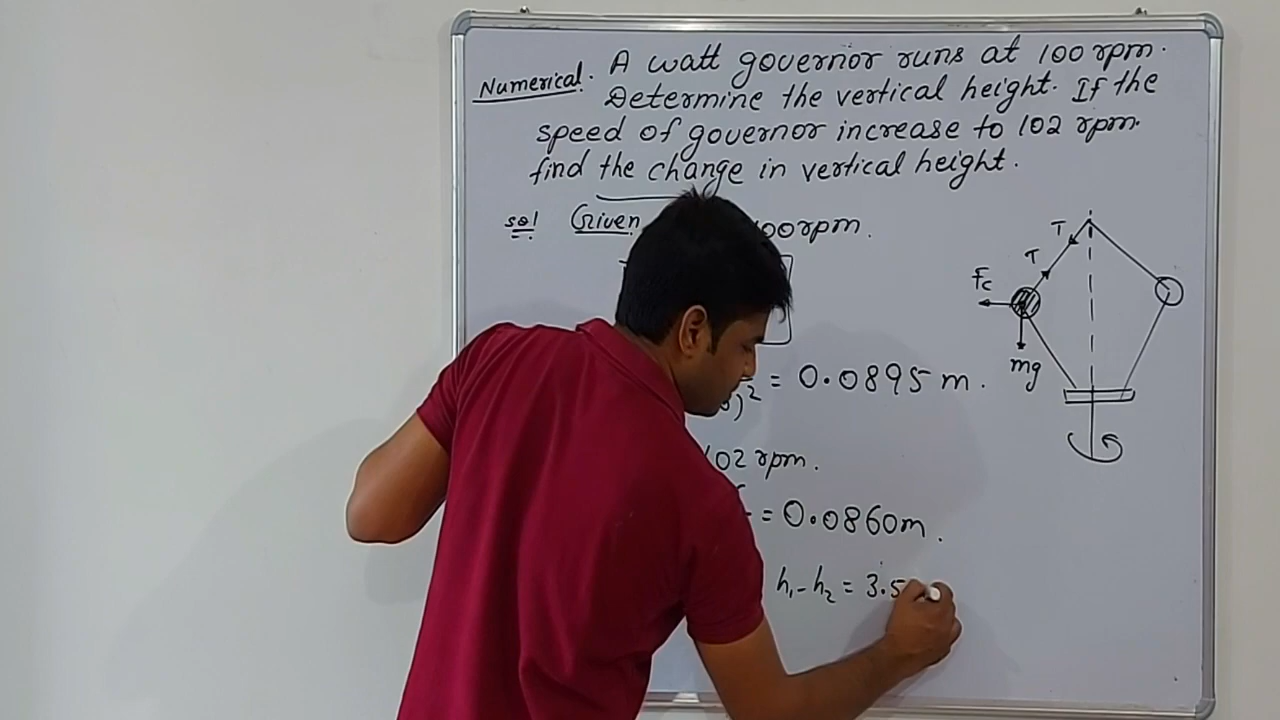 Numerical. A watt governor runs at 100 rpm.
Determine the vertical height. If the
speed of governor increase to 102 rpm.
find the change in vertical height.
sol Given 100 rpm.
T
T
Fc
mg
)² = 0.0895 m.
102 rpm.
= 0.0860m.
h₁-h₂ = 3.5